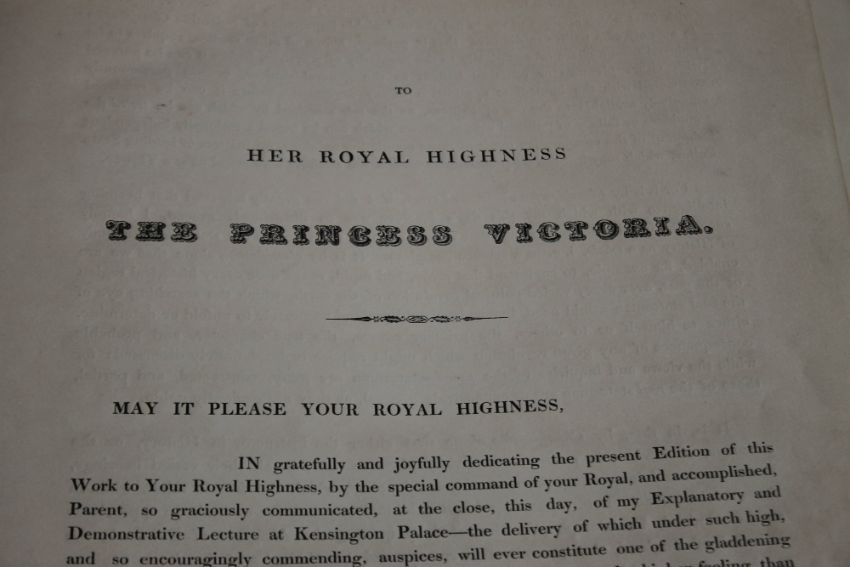 TO
HER ROYAL HIGHNESS
THE PRINCESS VICTORIA.
MAY IT PLEASE YOUR ROYAL HIGHNESS,
IN gratefully and joyfully dedicating the present Edition of this
Work to Your Royal Highness, by the special command of your Royal, and accomplished,
Parent, so graciously communicated, at the close, this day, of my Explanatory and
Demonstrative Lecture at Kensington Palace—the delivery of which under such high,
and so encouragingly commending, auspices, will ever constitute one of the gladdening
feeling than